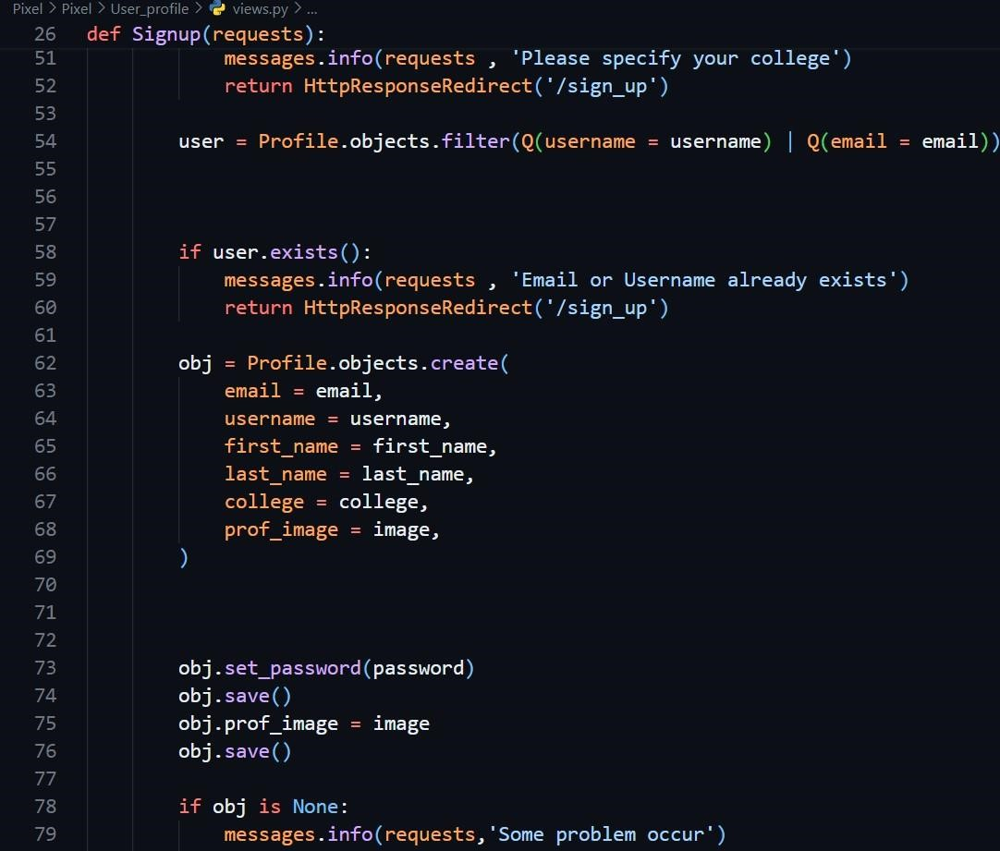 Pixel > Pixel > User_profile > views.py > ...
26 def Signup(requests):
51 messages.info(requests , 'Please specify your college')
52 return HttpResponseRedirect('/sign_up')
53
54 user = Profile.objects.filter(Q(username = username) | Q(email = email))
55
56
57
58 if user.exists():
59 messages.info(requests , 'Email or Username already exists')
60 return HttpResponseRedirect('/sign_up')
61
62 obj = Profile.objects.create(
63 email = email,
64 username = username,
65 first_name = first_name,
66 last_name = last_name,
67 college = college,
68 prof_image = image,
69 )
70
71
72
73 obj.set_password(password)
74 obj.save()
75 obj.prof_image = image
76 obj.save()
77
78 if obj is None:
79 messages.info(requests,'Some problem occur')